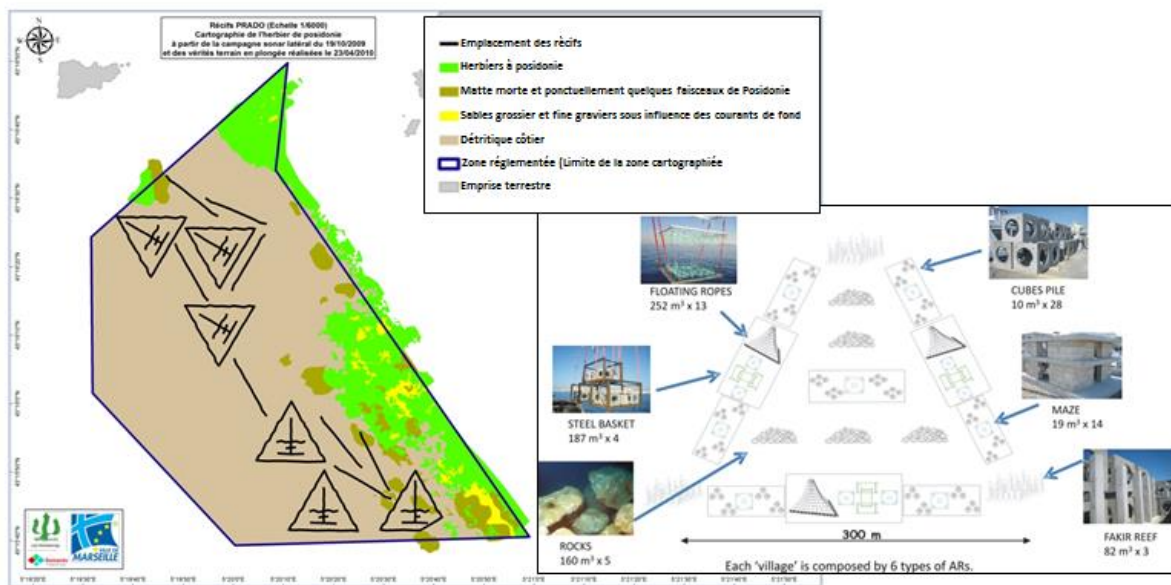 Récifs PRADO (Echelle 1/6000)
Cartographie de l'herbier de posidonie
à partir de la campagne sonar latéral du 19/10/2009
et des vérités terrain en plongée réalisées le 23/04/2010
Emplacement des rècifs
Herbiers à posidonie
Matte morte et ponctuellement quelques faisceaux de Posidonie
Sables grossier et fine graviers sous influence des courants de fond
Détritique côtier
Zone réglementée (Limite de la zone cartographiée
Emprise terrestre
FLOATING ROPES
252 m³ x 13
CUBES PILE
10 m³ x 28
STEEL BASKET
187 m³ x 4
MAZE
19 m³ x 14
ROCKS
160 m³ x 5
FAKIR REEF
82 m³ x 3
300 m
Each 'village' is composed by 6 types of ARs.
VILLE DE
MARSEILLE